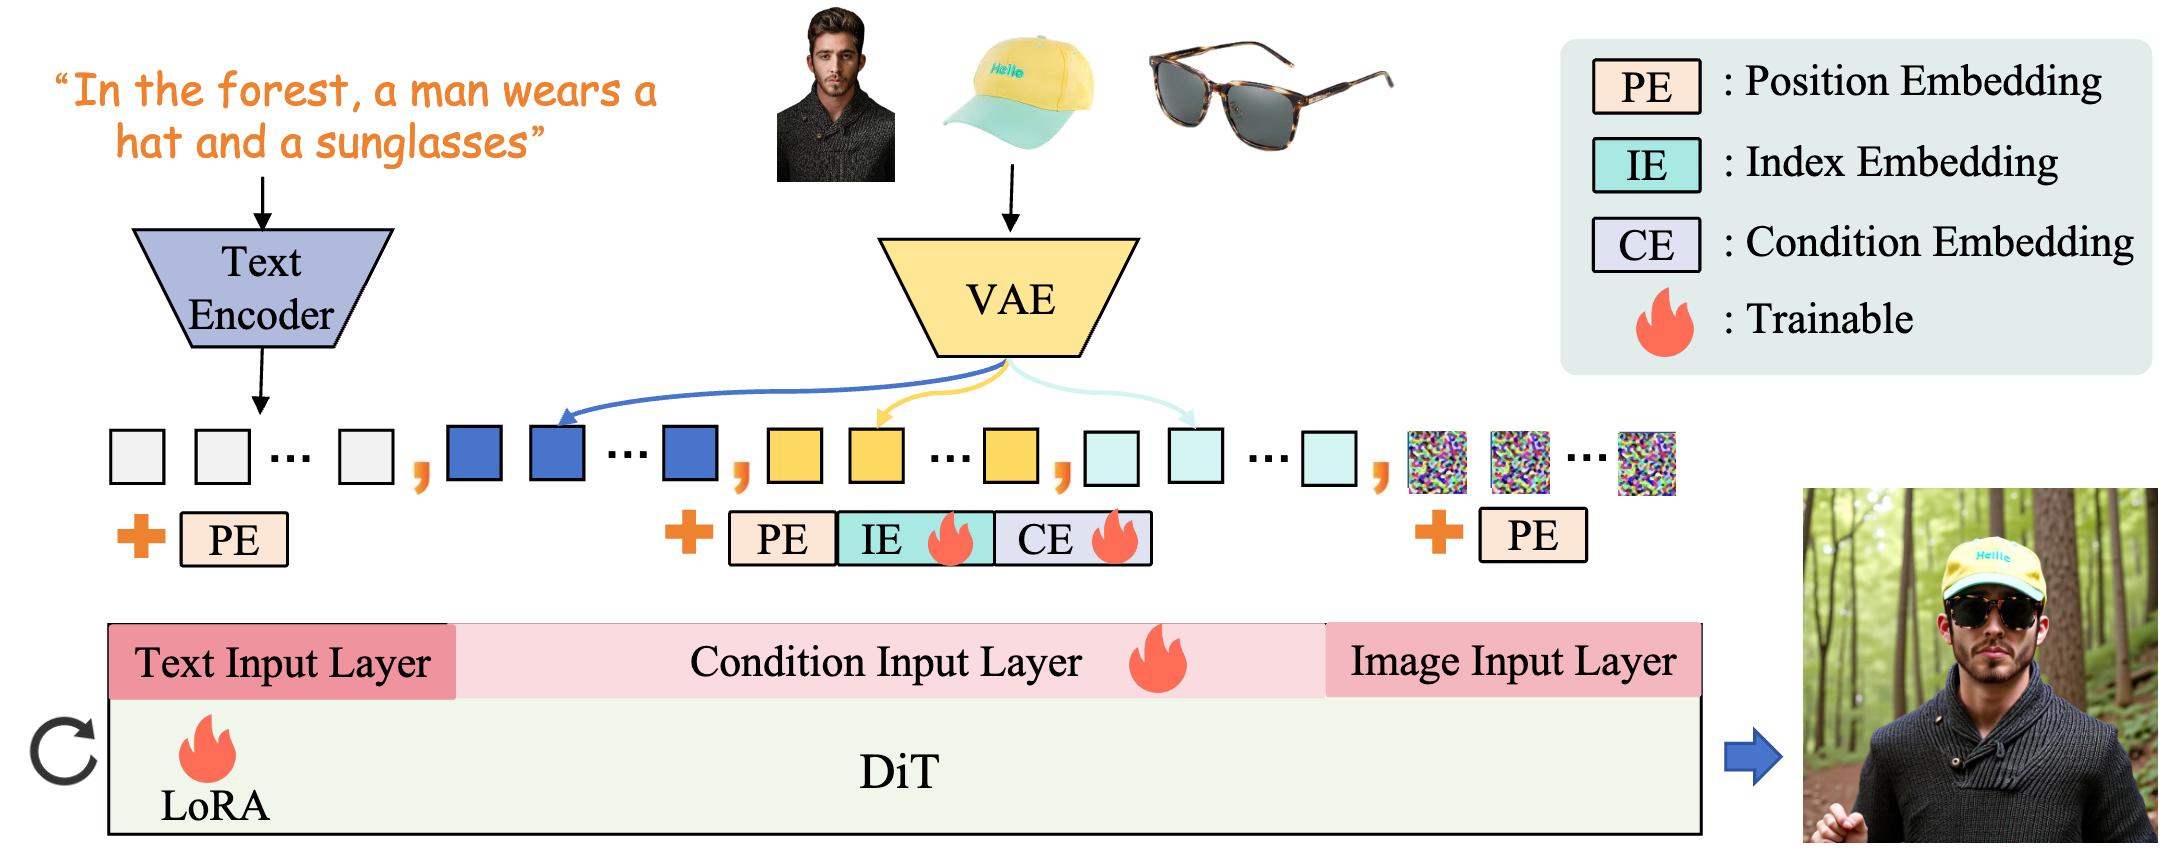 “In the forest, a man wears a
hat and a sunglasses”
Hello
Text
Encoder
VAE
PE : Position Embedding
IE : Index Embedding
CE : Condition Embedding
: Trainable
... , ... , ... , ... , ...
+ PE
+ PE IE CE
+ PE
Text Input Layer
Condition Input Layer
Image Input Layer
LoRA
DiT
Hellle